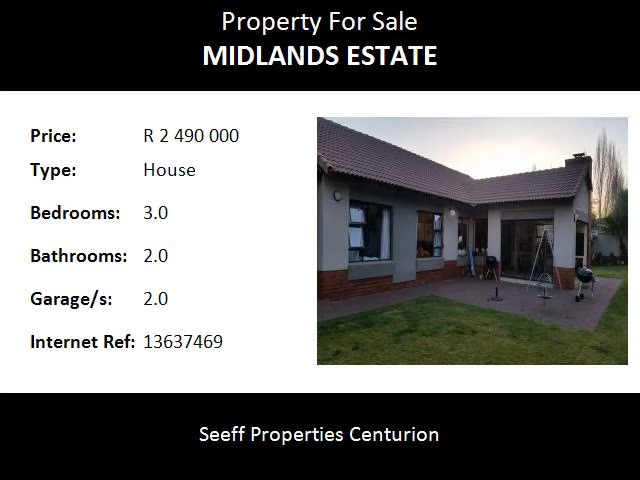 Property For Sale
MIDLANDS ESTATE
Price: R 2 490 000
Type: House
Bedrooms: 3.0
Bathrooms: 2.0
Garage/s: 2.0
Internet Ref: 13637469
Seeff Properties Centurion